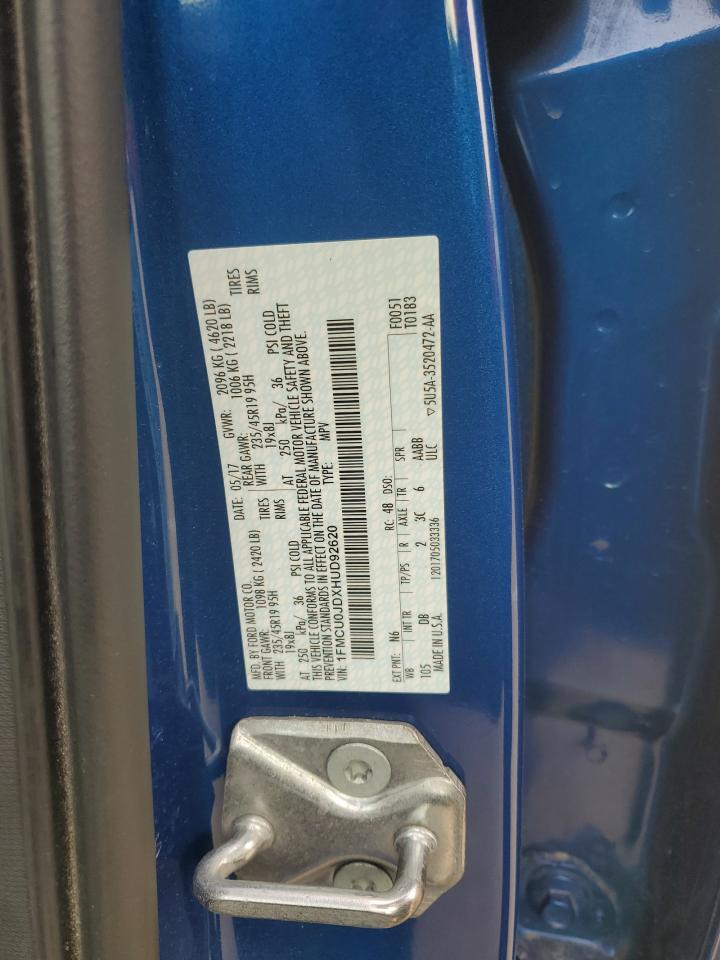 MFD. BY FORD MOTOR CO. DATE: 05/17 GVWR: 2096 KG ( 4620 LB)
FRONT GAWR: 1098 KG ( 2420 LB) REAR GAWR: 1006 KG ( 2218 LB)
WITH 235/45R19 95H TIRES WITH 235/45R19 95H TIRES
19x8J RIMS 19x8J RIMS
AT 250 kPa/ 36 PSI COLD AT 250 kPa/ 36 PSI COLD
THIS VEHICLE CONFORMS TO ALL APPLICABLE FEDERAL MOTOR VEHICLE SAFETY AND THEFT
PREVENTION STANDARDS IN EFFECT ON THE DATE OF MANUFACTURE SHOWN ABOVE.
VIN: 1FMCU0JDXHUD92620 TYPE: MPV
EXT PNT: N6 RC: 48 DSO: F0051
WB INT TR TP/PS R AXLE TR SPR T0183
105 DB 2 3C 6 AABB
MADE IN U.S.A. 1201705033336 ULC ▽5U5A-3520472-AA